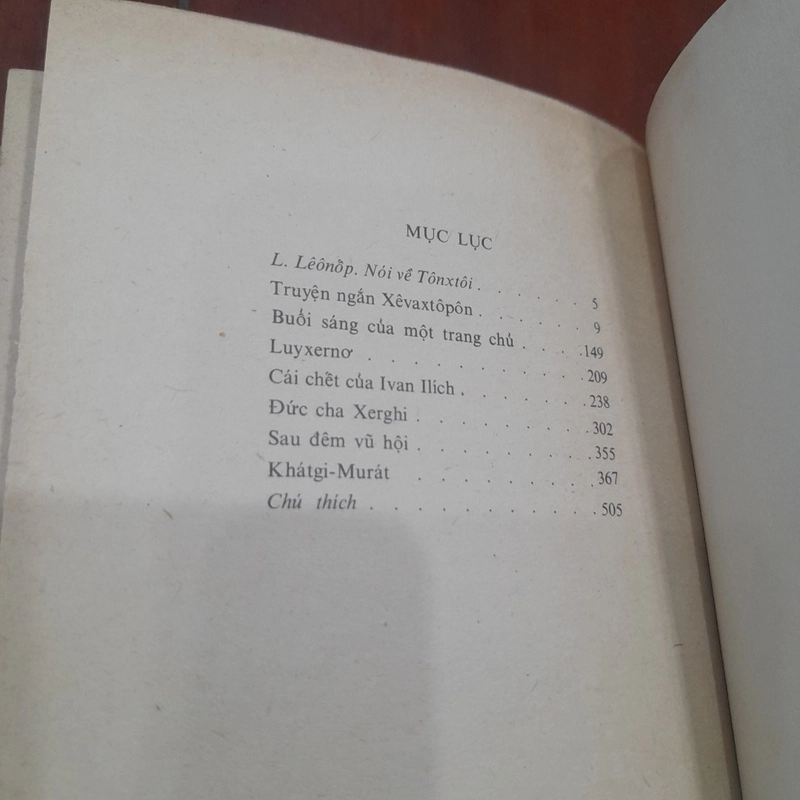 MỤC LỤC
L. Lêônốp. Nói về Tônxtôi . . . . . . 5
Truyện ngắn Xêvaxtôpôn . . . . . . 9
Buổi sáng của một trang chủ . . . . 149
Luyxernơ . . . . . . . . . . 209
Cái chết của Ivan Ilích . . . . . . . 238
Đức cha Xerghi . . . . . . . . . 302
Sau đêm vũ hội . . . . . . . . . 355
Khátgi-Murát . . . . . . . . . 367
Chú thích . . . . . . . . . . . 505